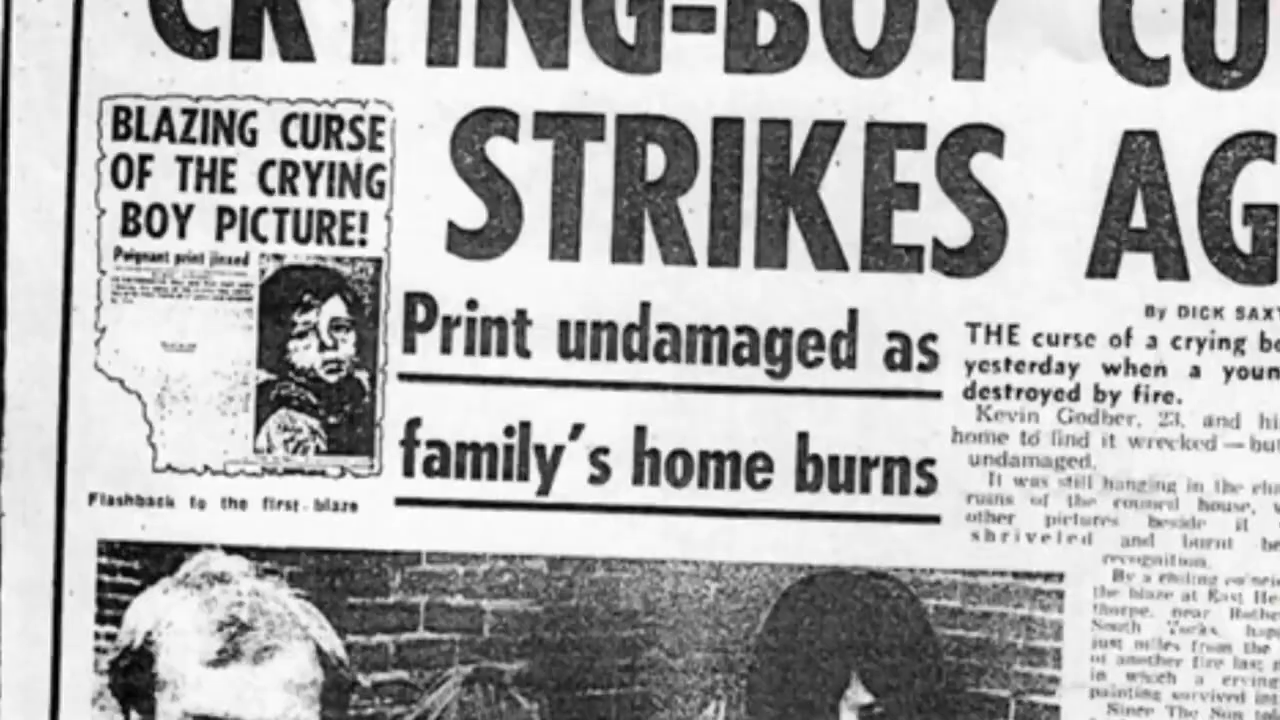 CRYING-BOY CU
STRIKES AG
BLAZING CURSE
OF THE CRYING
BOY PICTURE!
Poignant print jinxed
Flashback to the first blaze
Print undamaged as
family's home burns
By DICK SAX
THE curse of a crying bo
yesterday when a youn
destroyed by fire.
Kevin Godber, 23, and hi
home to find it wrecked—but
undamaged.
It was still hanging in the
ruins of the council house,
other pictures beside it
shriveled and burnt be
recognition.
By a
the blaze at East He
thorpe, near Rothe
South Yorks, hap
just miles from the
of another fire last
in which a crying
painting survived int
Since The Sun tol